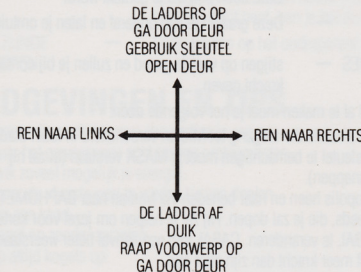 DE LADDERS OP
GA DOOR DEUR
GEBRUIK SLEUTEL
OPEN DEUR
REN NAAR LINKS
REN NAAR RECHTS
DE LADDER AF
DUIK
RAAP VOORWERP OP
GA DOOR DEUR